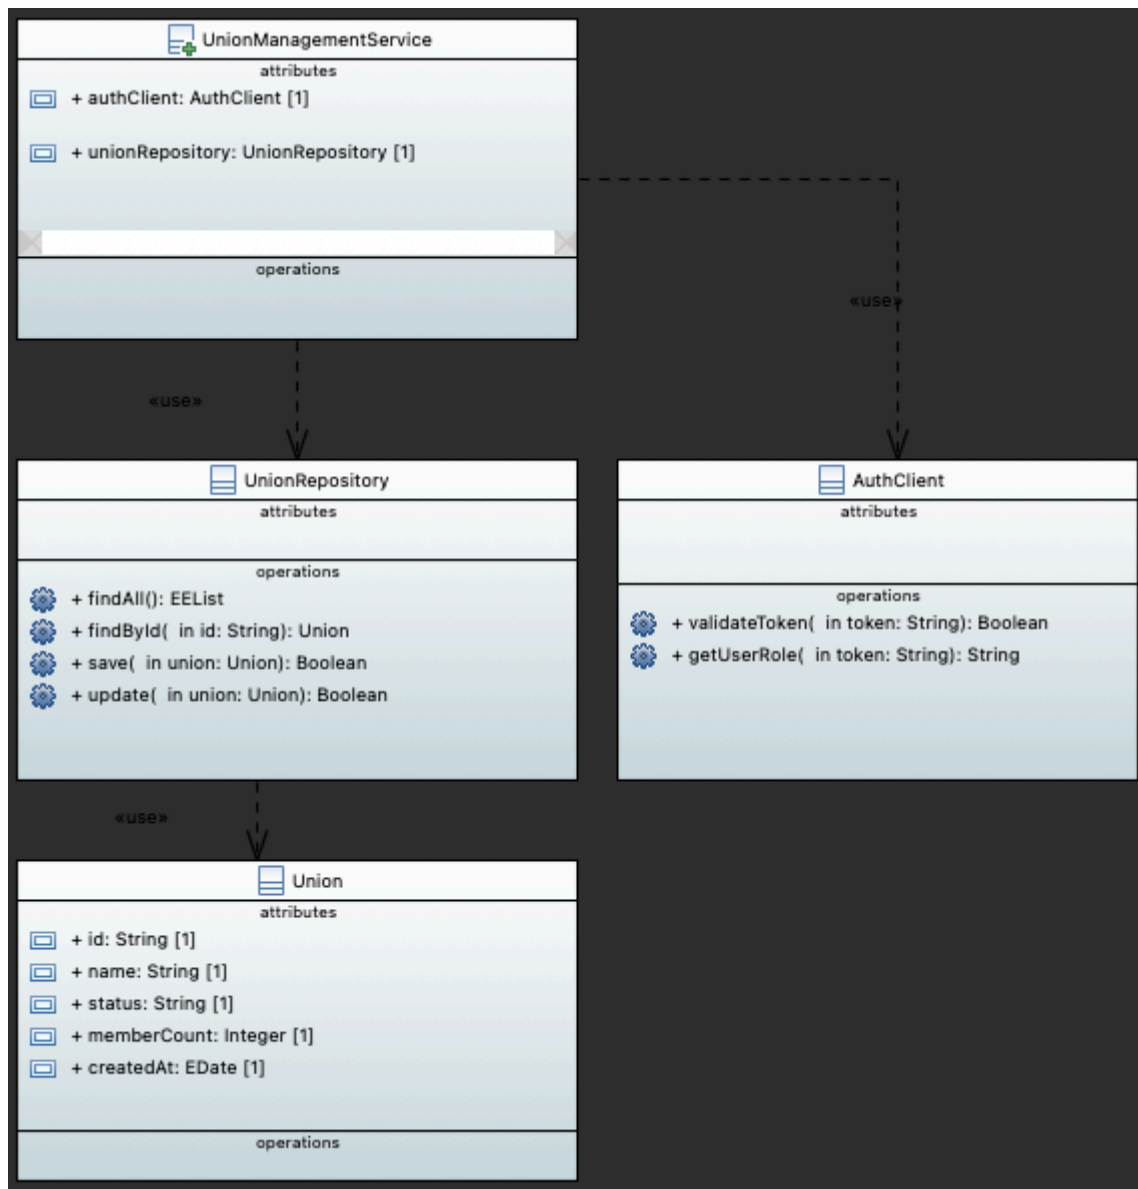 UnionManagementService
attributes
+ authClient: AuthClient [1]
+ unionRepository: UnionRepository [1]
operations
«use»
«use»
UnionRepository
attributes
operations
+ findAll(): EEList
+ findById(  in id: String): Union
+ save(  in union: Union): Boolean
+ update(  in union: Union): Boolean
AuthClient
attributes
operations
+ validateToken(  in token: String): Boolean
+ getUserRole(  in token: String): String
«use»
Union
attributes
+ id: String [1]
+ name: String [1]
+ status: String [1]
+ memberCount: Integer [1]
+ createdAt: EDate [1]
operations